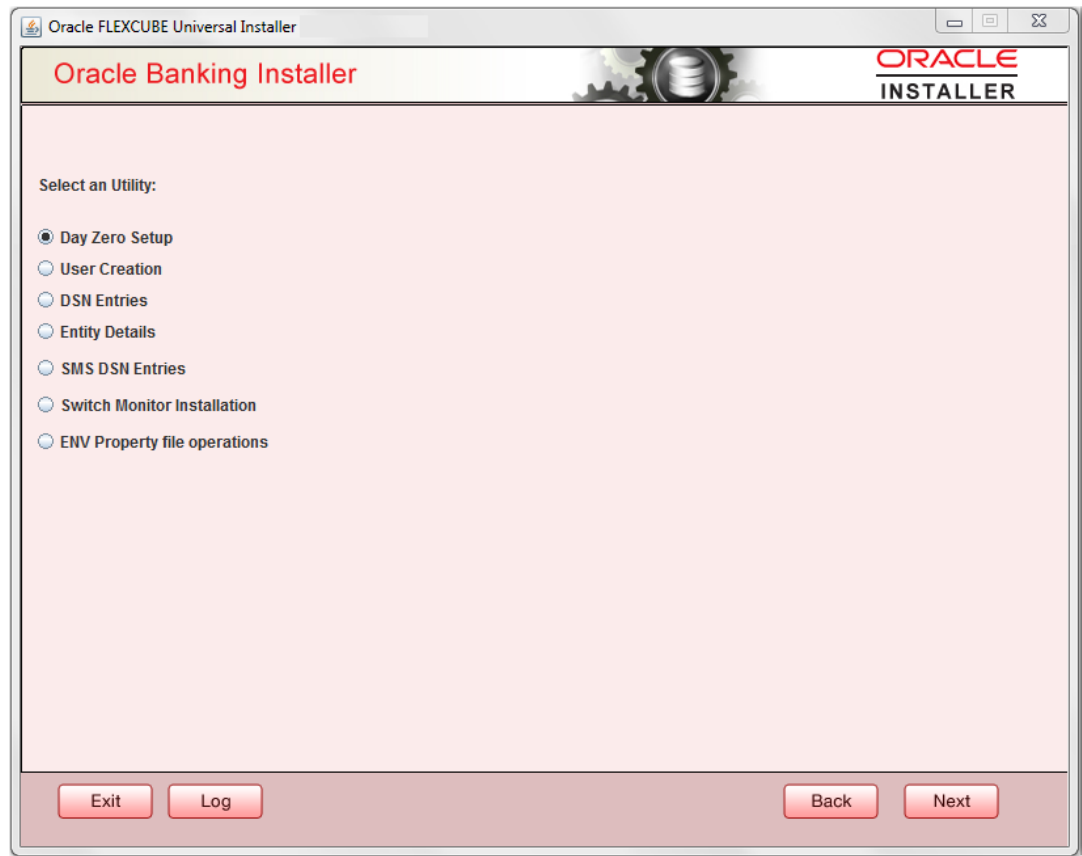 Oracle FLEXCUBE Universal Installer
Oracle Banking Installer
ORACLE
INSTALLER
Select an Utility:
Day Zero Setup
User Creation
DSN Entries
Entity Details
SMS DSN Entries
Switch Monitor Installation
ENV Property file operations
Exit
Log
Back
Next